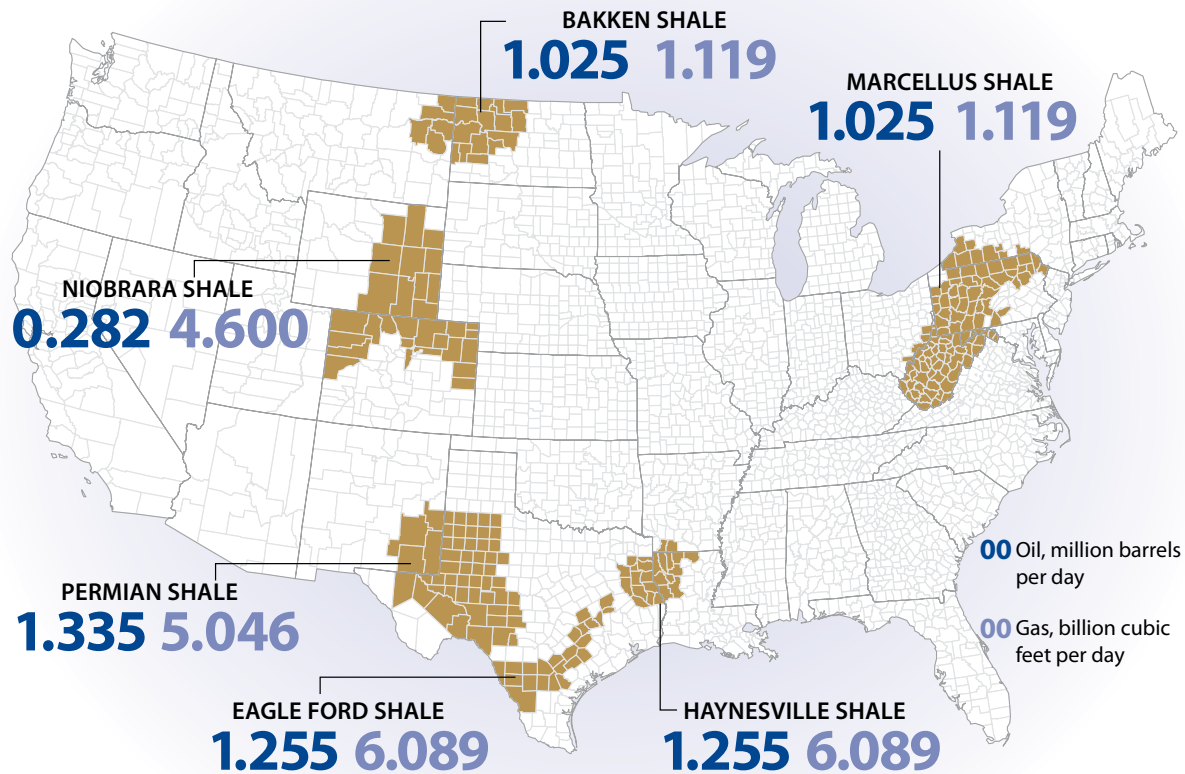 BAKKEN SHALE
1.025 1.119
MARCELLUS SHALE
1.025 1.119
NIOBRARA SHALE
0.282 4.600
PERMIAN SHALE
1.335 5.046
EAGLE FORD SHALE
1.255 6.089
HAYNESVILLE SHALE
1.255 6.089
00 Oil, million barrels
per day
00 Gas, billion cubic
feet per day